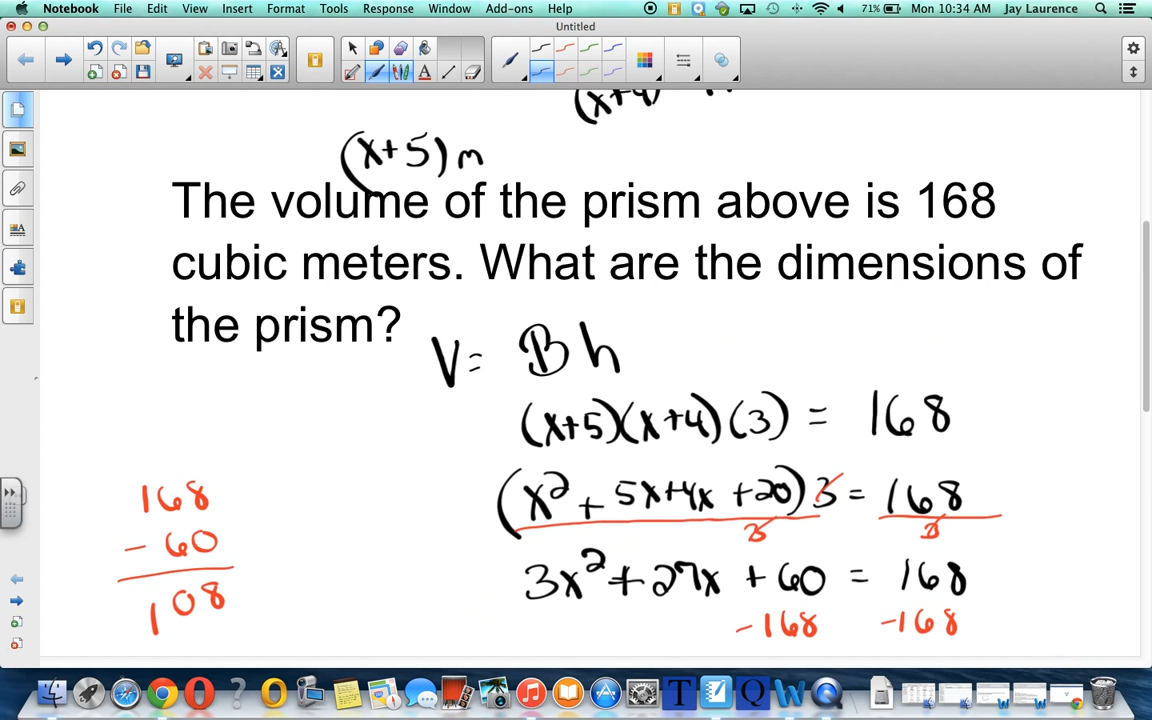 Notebook File Edit View Insert Format Tools Response Window Add-ons Help 71% Mon 10:34 AM Jay Laurence
Untitled
(x+4)
(x+5) m
The volume of the prism above is 168
cubic meters. What are the dimensions of
the prism?
V = Bh
(x+5)(x+4)(3) = 168
(x² + 5x+4x +20)3 = 168
3 3
3x² + 27x + 60 = 168
-168 -168
168
- 60
108